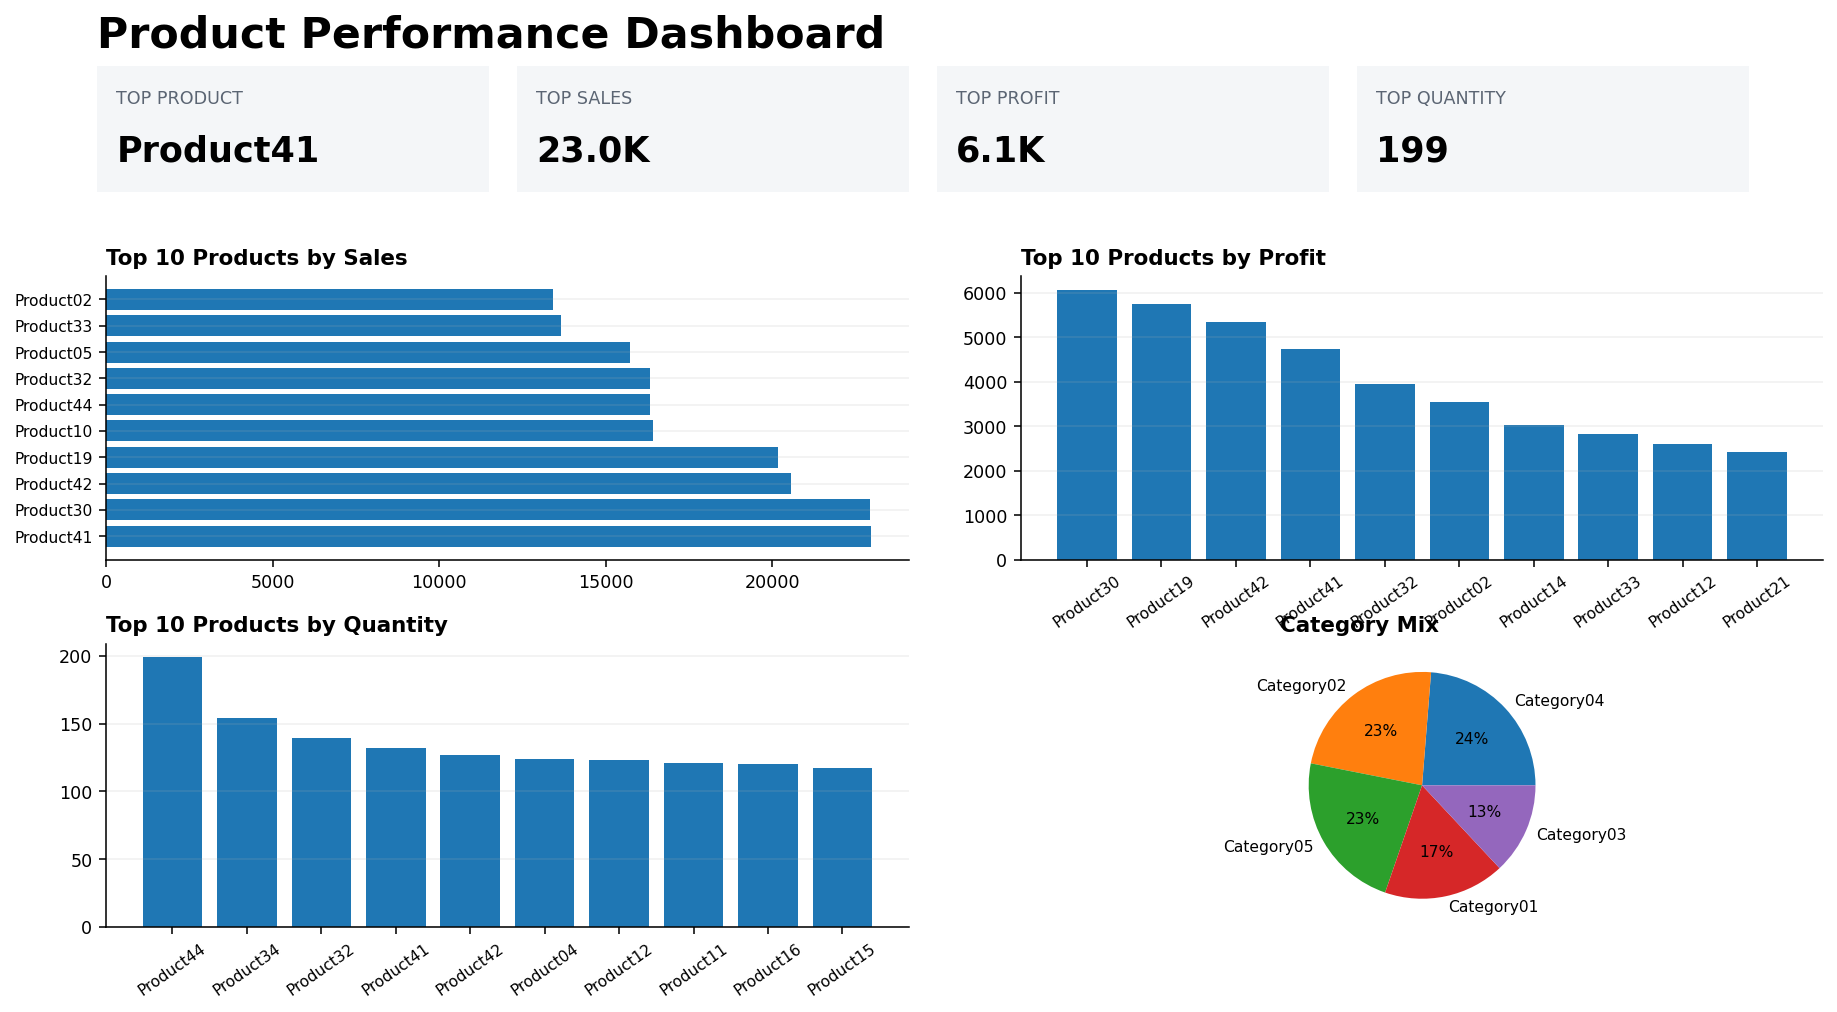 Product Performance Dashboard
TOP PRODUCT
Product41
TOP SALES
23.0K
TOP PROFIT
6.1K
TOP QUANTITY
199
Top 10 Products by Sales
Product02
Product33
Product05
Product32
Product44
Product10
Product19
Product42
Product30
Product41
0 5000 10000 15000 20000
Top 10 Products by Profit
6000
5000
4000
3000
2000
1000
0
Product30 Product19 Product42 Product41 Product32 Product02 Product14 Product33 Product12 Product21
Top 10 Products by Quantity
200
150
100
50
0
Product44 Product34 Product32 Product41 Product42 Product04 Product12 Product11 Product16 Product15
Category Mix
Category02
Category04
23%
24%
23%
13%
Category05
Category03
17%
Category01